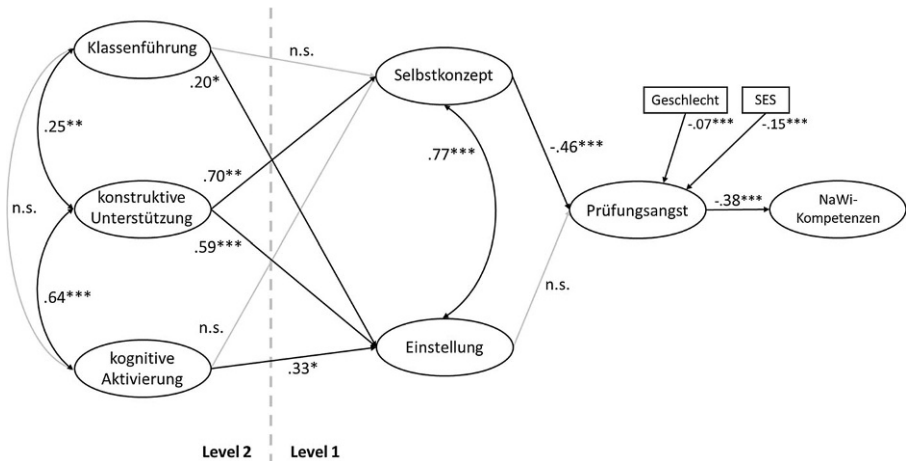 Klassenführung
n.s.
Selbstkonzept
.20*
Geschlecht
SES
.25**
-.07***
-.15***
.77***
-.46***
.70**
konstruktive
Unterstützung
n.s.
Prüfungsangst
-.38***
NaWi-
Kompetenzen
.59***
.64***
n.s.
n.s.
kognitive
Aktivierung
Einstellung
.33*
Level 2
Level 1